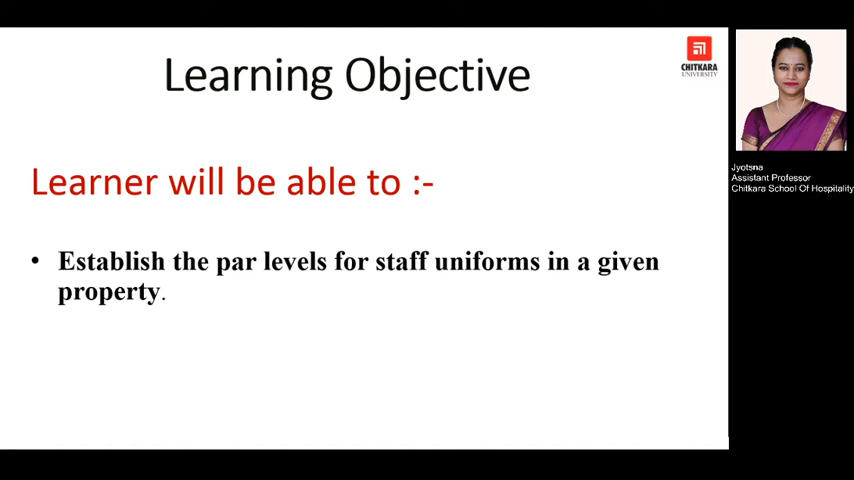 Learning Objective
CHITKARA
UNIVERSITY
Learner will be able to :-
• Establish the par levels for staff uniforms in a given
property.
Jyotsna
Assistant Professor
Chitkara School Of Hospitality